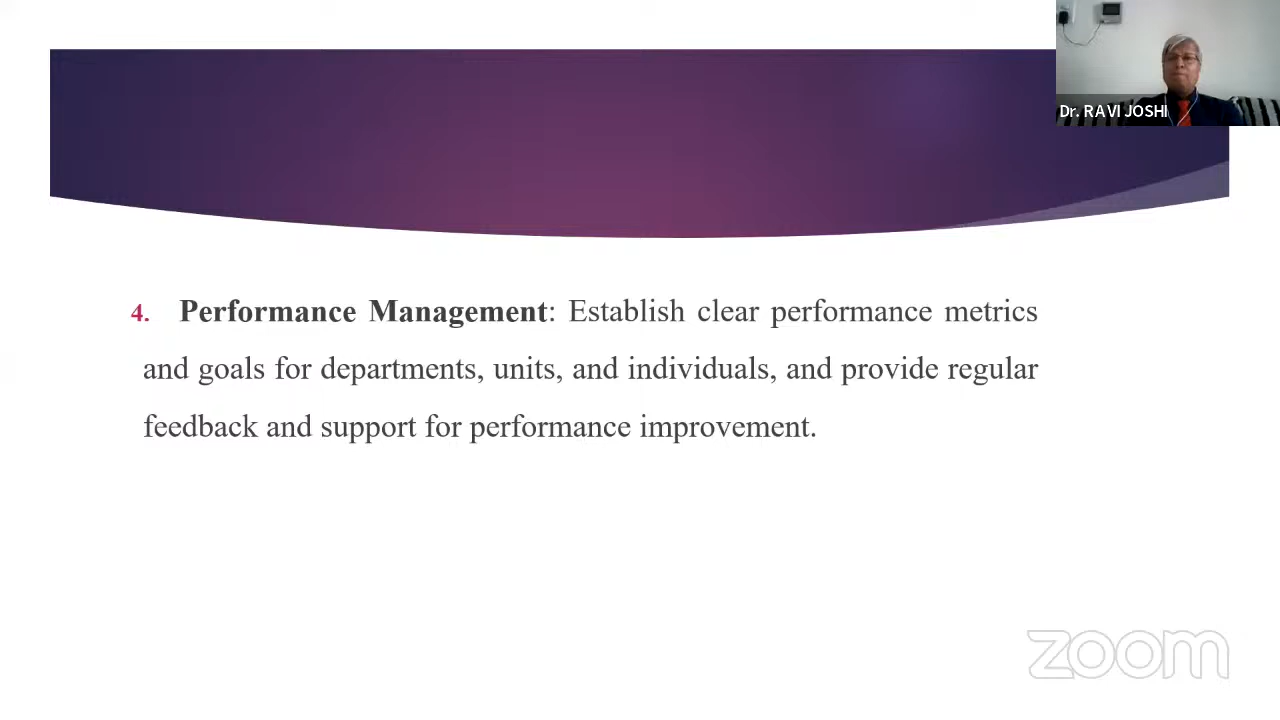 Dr. RAVI JOSHI
4. Performance Management: Establish clear performance metrics
and goals for departments, units, and individuals, and provide regular
feedback and support for performance improvement.
zoom